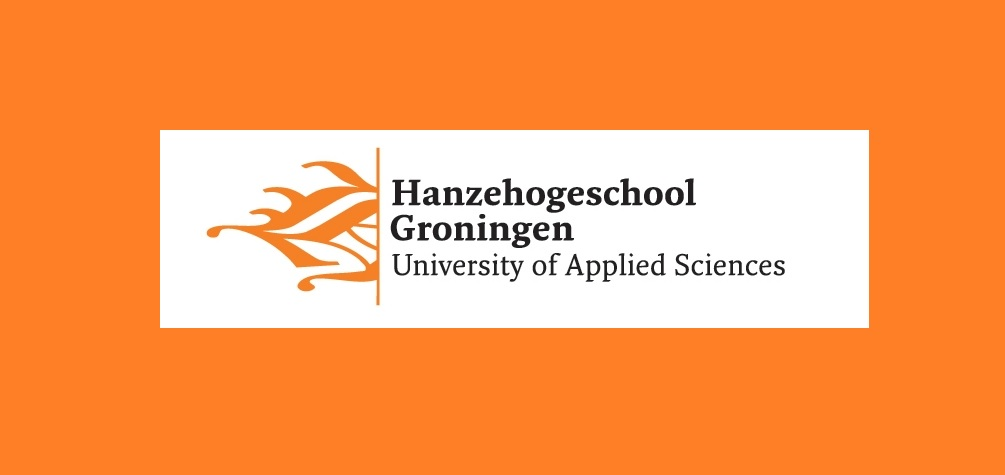 Hanzehogeschool
Groningen
University of Applied Sciences